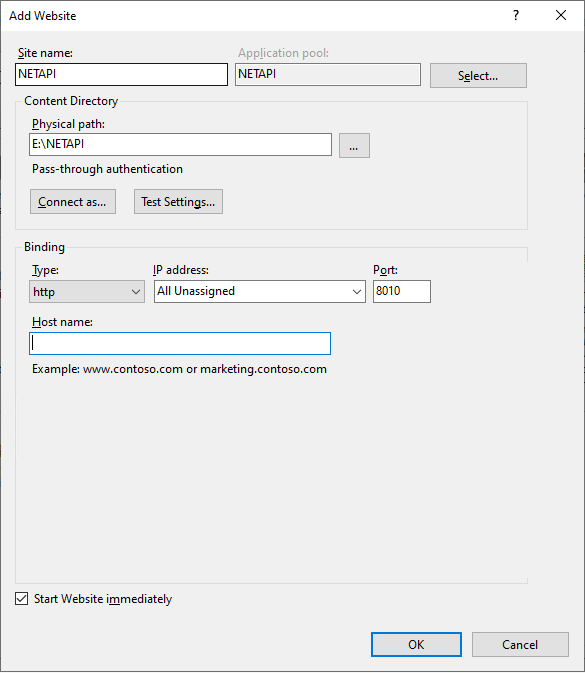 Add Website
?
Site name: Application pool:
NETAPI NETAPI Select...
Content Directory
Physical path:
E:\NETAPI ...
Pass-through authentication
Connect as... Test Settings...
Binding
Type: IP address: Port:
http All Unassigned 8010
Host name:
Example: www.contoso.com or marketing.contoso.com
Start Website immediately
OK Cancel